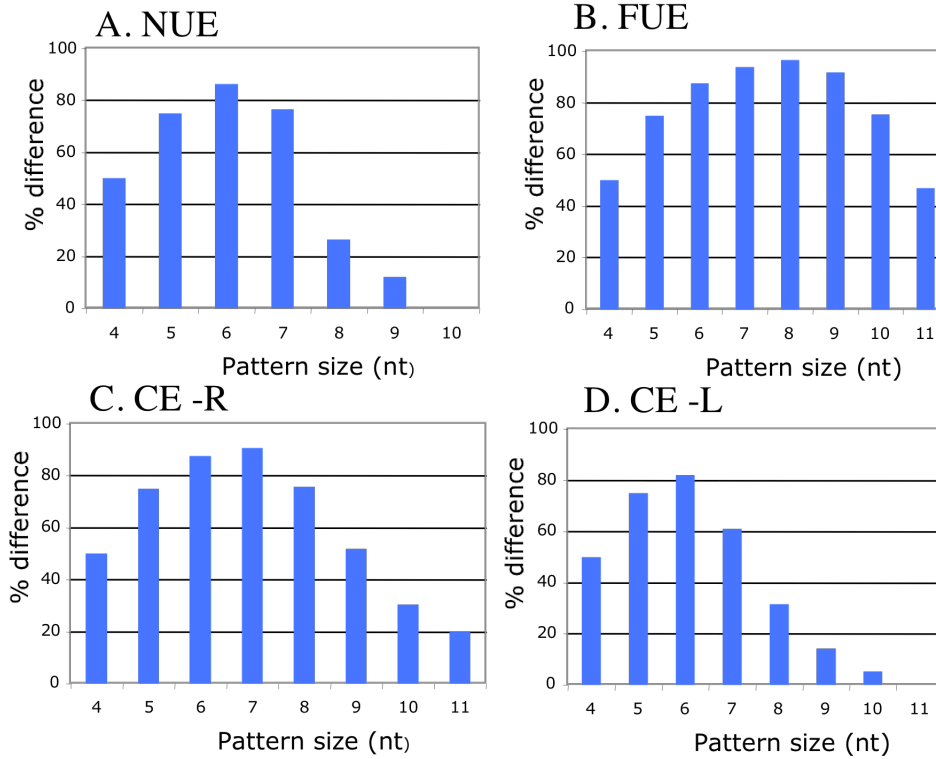 A. NUE
100
80
60
40
20
0
% difference
4 5 6 7 8 9 10
Pattern size (nt)
B. FUE
100
80
60
40
20
0
% difference
4 5 6 7 8 9 10 11
Pattern size (nt)
C. CE -R
100
80
60
40
20
0
% difference
4 5 6 7 8 9 10 11
Pattern size (nt)
D. CE -L
100
80
60
40
20
0
% difference
4 5 6 7 8 9 10 11
Pattern size (nt)